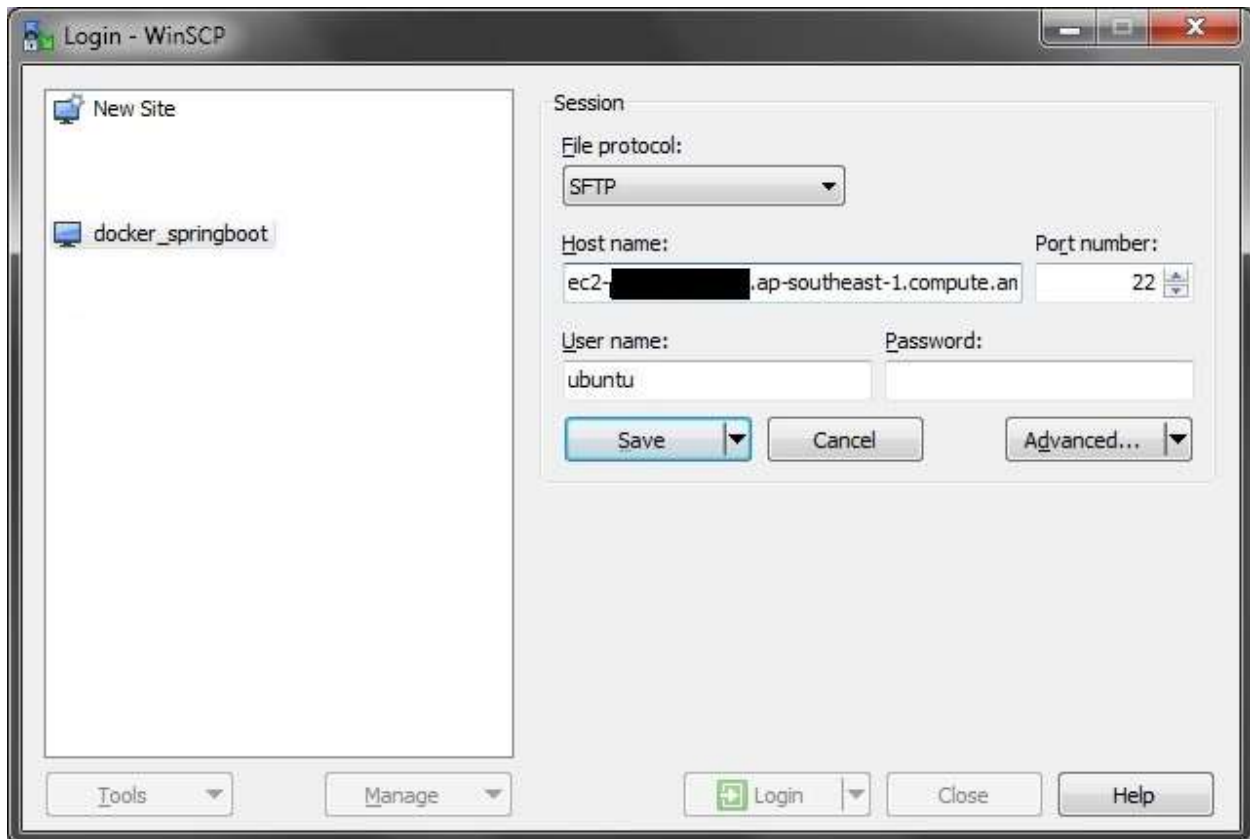 Login - WinSCP
New Site
docker_springboot
Session
File protocol:
SFTP
Host name: Port number:
ec2- .ap-southeast-1.compute.am 22
User name: Password:
ubuntu
Save Cancel Advanced...
Tools Manage Login Close Help